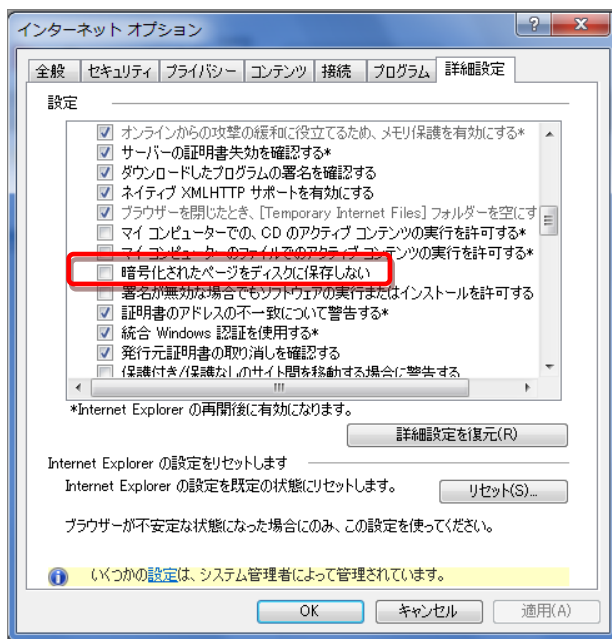 インターネット オプション
全般 セキュリティ プライバシー コンテンツ 接続 プログラム 詳細設定
設定
オンラインからの攻撃の緩和に役立てるため、メモリ保護を有効にする*
サーバーの証明書失効を確認する*
ダウンロードしたプログラムの署名を確認する
ネイティブ XMLHTTP サポートを有効にする
ブラウザーを閉じたとき、[Temporary Internet Files] フォルダーを空にす
マイ コンピューターでの、CD のアクティブ コンテンツの実行を許可する*
マイ コンピューターのファイルでのアクティブ コンテンツの実行を許可する*
暗号化されたページをディスクに保存しない
署名が無効な場合でもソフトウェアの実行またはインストールを許可する
証明書のアドレスの不一致について警告する*
統合 Windows 認証を使用する*
発行元証明書の取り消しを確認する
保護付き/保護なしのサイト間を移動する場合に警告する
*Internet Explorer の再開後に有効になります。
詳細設定を復元(R)
Internet Explorer の設定をリセットします
Internet Explorer の設定を既定の状態にリセットします。
リセット(S)...
ブラウザーが不安定な状態になった場合にのみ、この設定を使ってください。
いくつかの設定は、システム管理者によって管理されています。
OK キャンセル 適用(A)